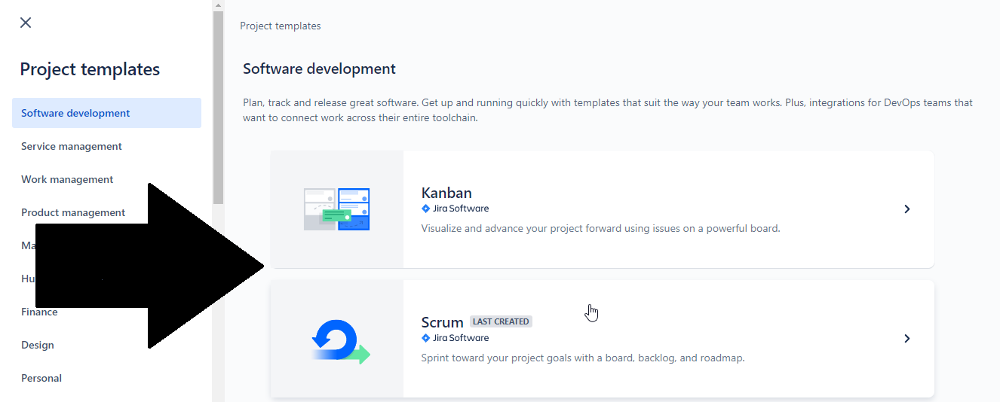 Project templates
Software development
Service management
Work management
Product management
Finance
Design
Personal
Project templates
Software development
Plan, track and release great software. Get up and running quickly with templates that suit the way your team works. Plus, integrations for DevOps teams that
want to connect work across their entire toolchain.
Kanban
Jira Software
Visualize and advance your project forward using issues on a powerful board.
Scrum LAST CREATED
Jira Software
Sprint toward your project goals with a board, backlog, and roadmap.